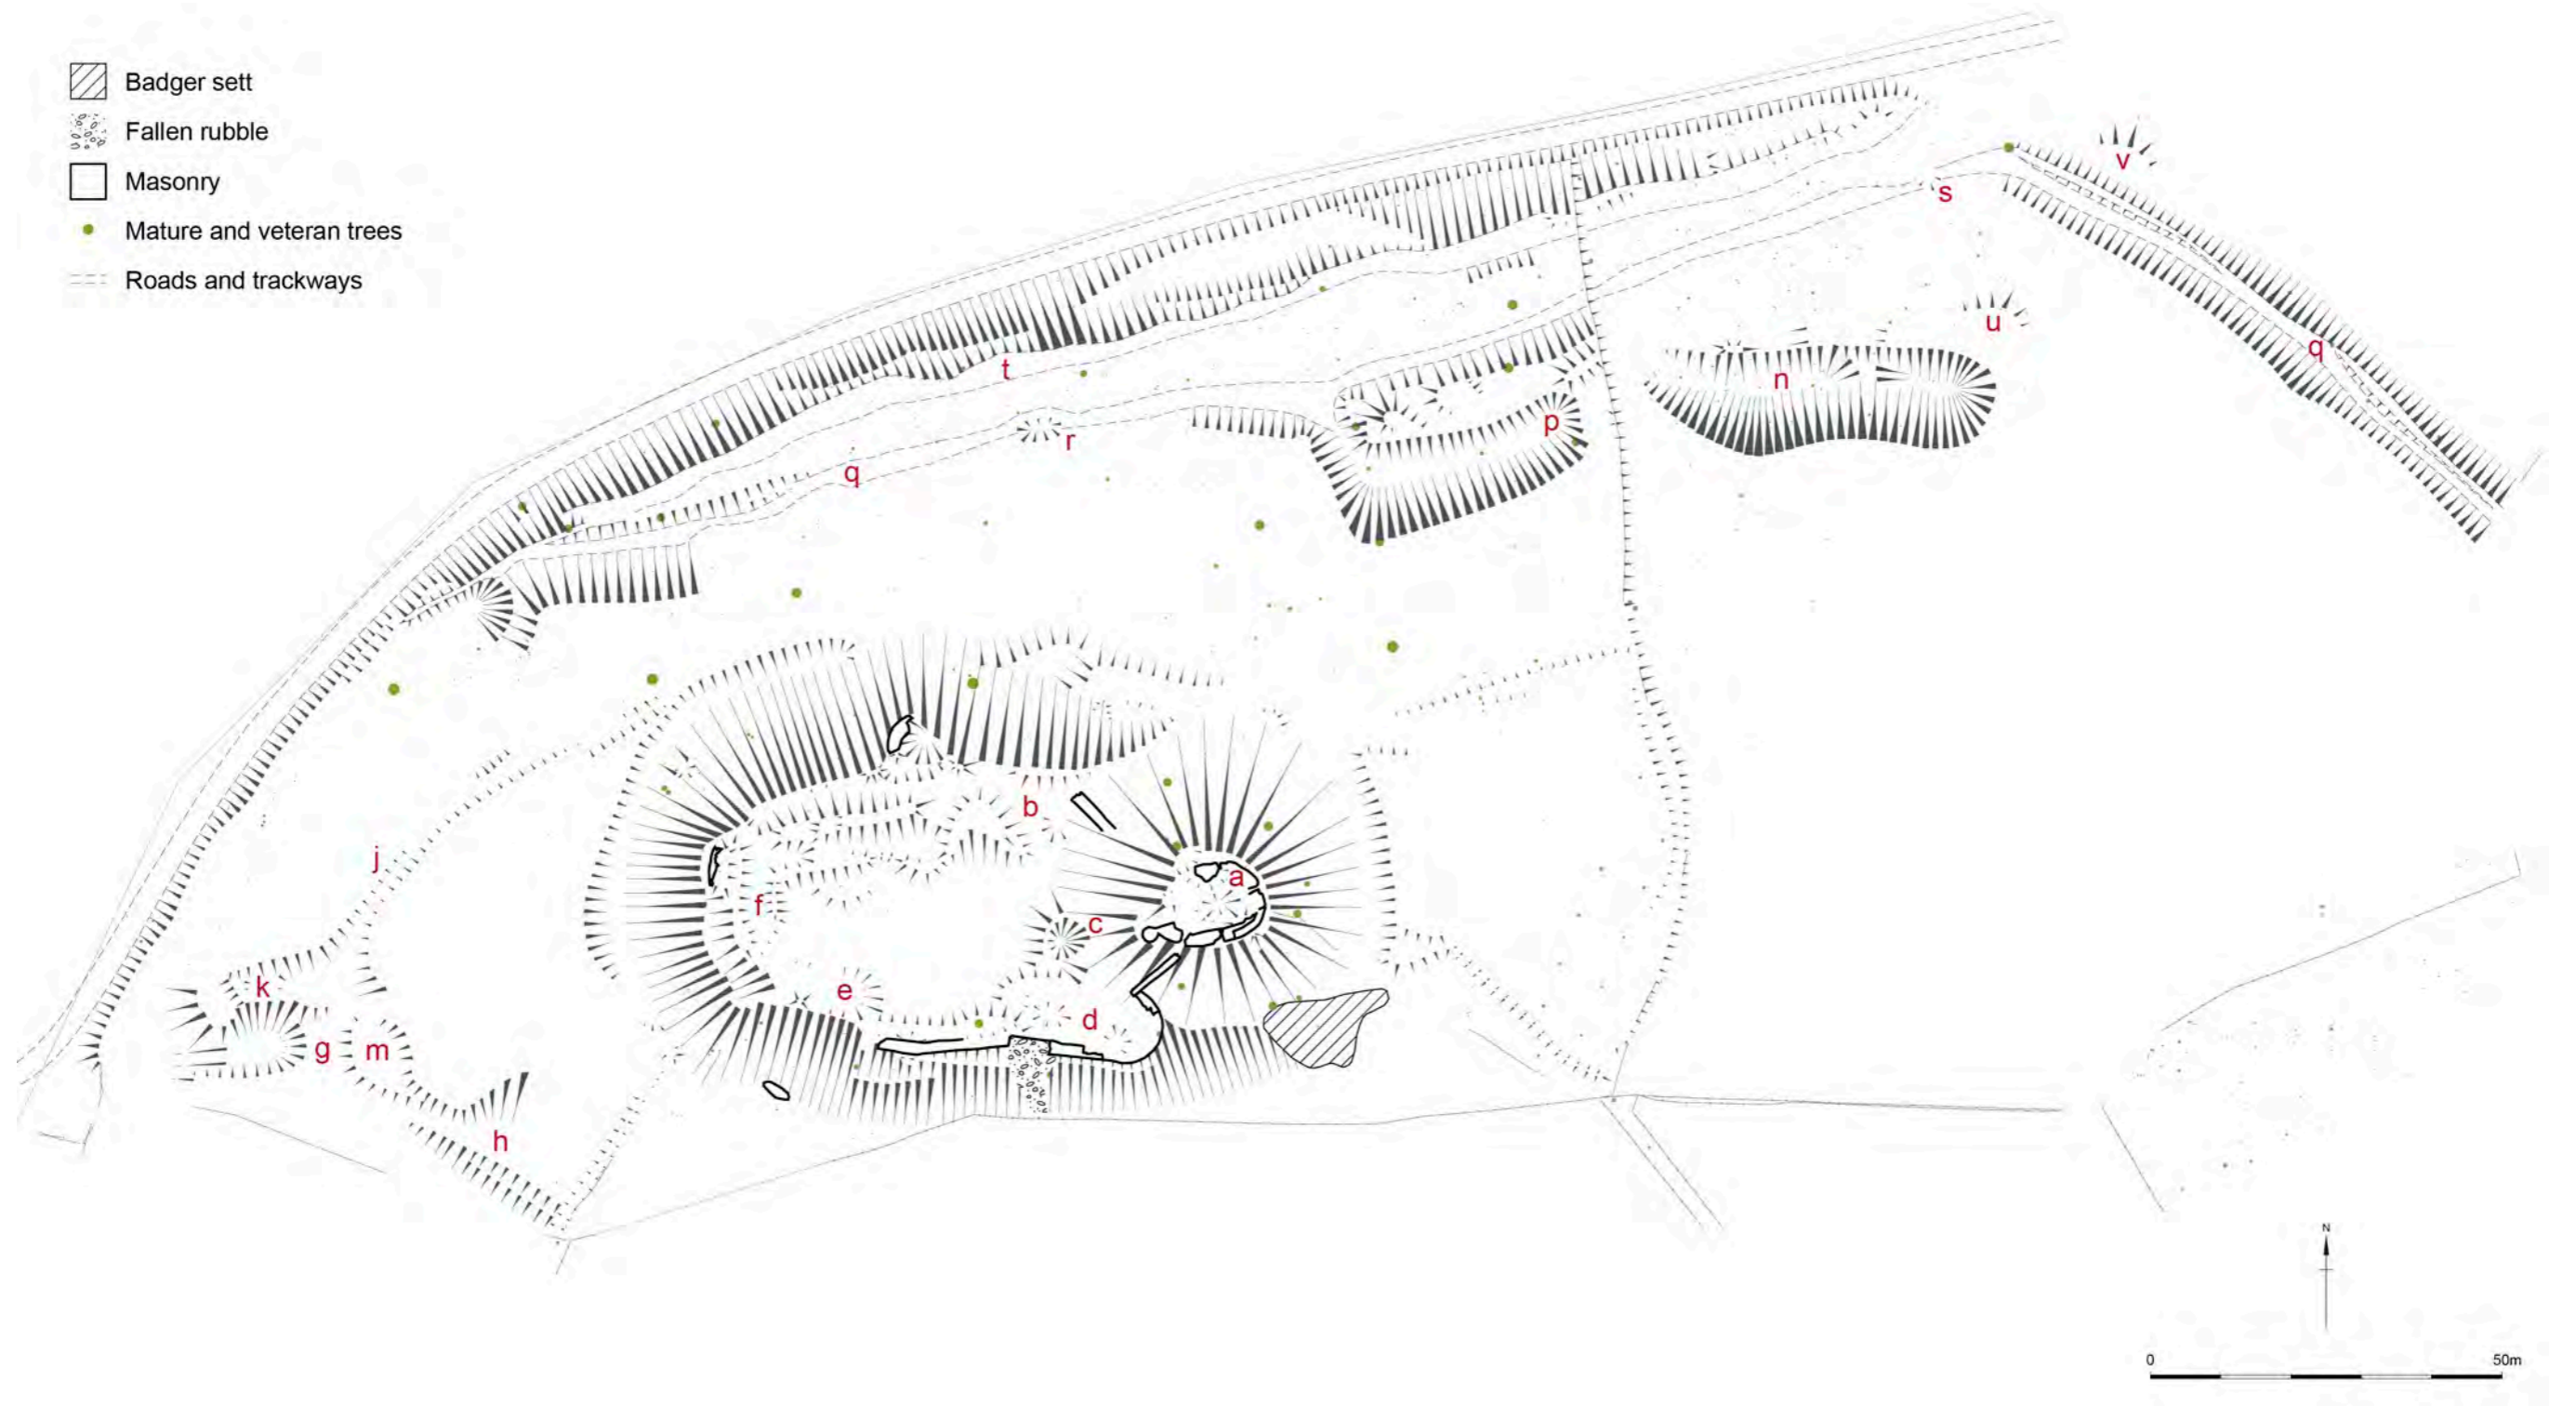 Badger sett
Fallen rubble
Masonry
Mature and veteran trees
Roads and trackways
v
s
u
q
t
n
p
r
q
b
j
a
f
c
k
e
d
g
m
h
N
0
50m